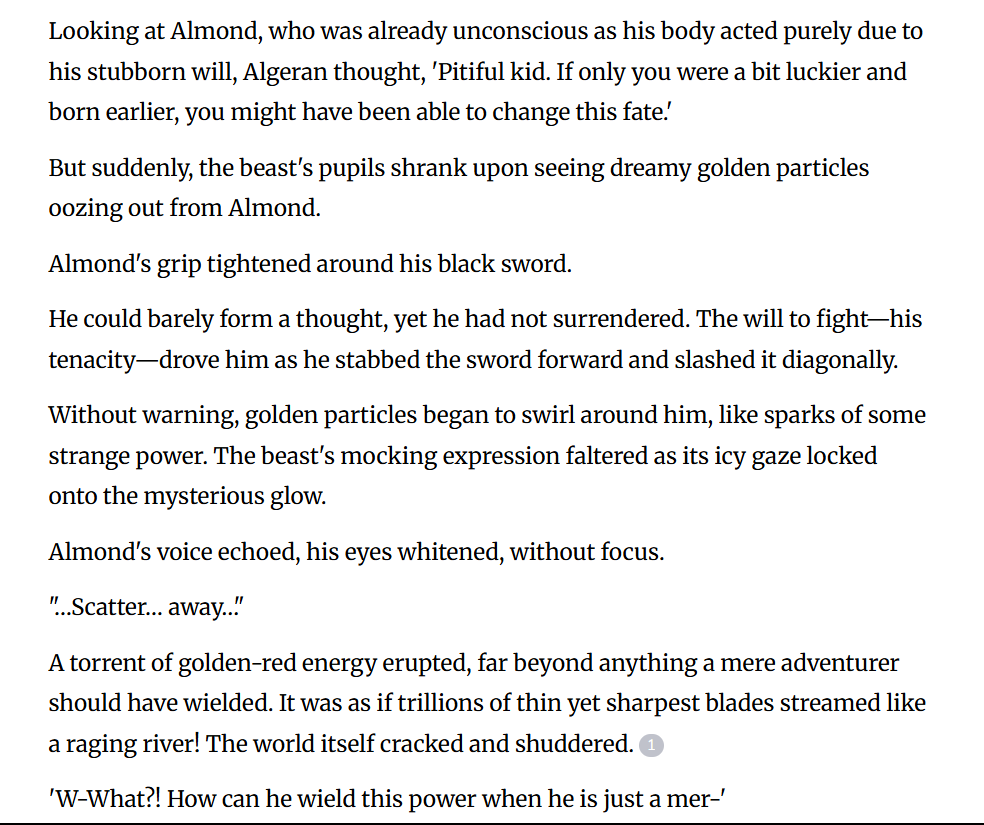 Looking at Almond, who was already unconscious as his body acted purely due to
his stubborn will, Algeran thought, 'Pitiful kid. If only you were a bit luckier and
born earlier, you might have been able to change this fate.'
But suddenly, the beast's pupils shrank upon seeing dreamy golden particles
oozing out from Almond.
Almond's grip tightened around his black sword.
He could barely form a thought, yet he had not surrendered. The will to fight—his
tenacity—drove him as he stabbed the sword forward and slashed it diagonally.
Without warning, golden particles began to swirl around him, like sparks of some
strange power. The beast's mocking expression faltered as its icy gaze locked
onto the mysterious glow.
Almond's voice echoed, his eyes whitened, without focus.
"...Scatter... away..."
A torrent of golden-red energy erupted, far beyond anything a mere adventurer
should have wielded. It was as if trillions of thin yet sharpest blades streamed like
a raging river! The world itself cracked and shuddered. 1
'W-What?! How can he wield this power when he is just a mer-'